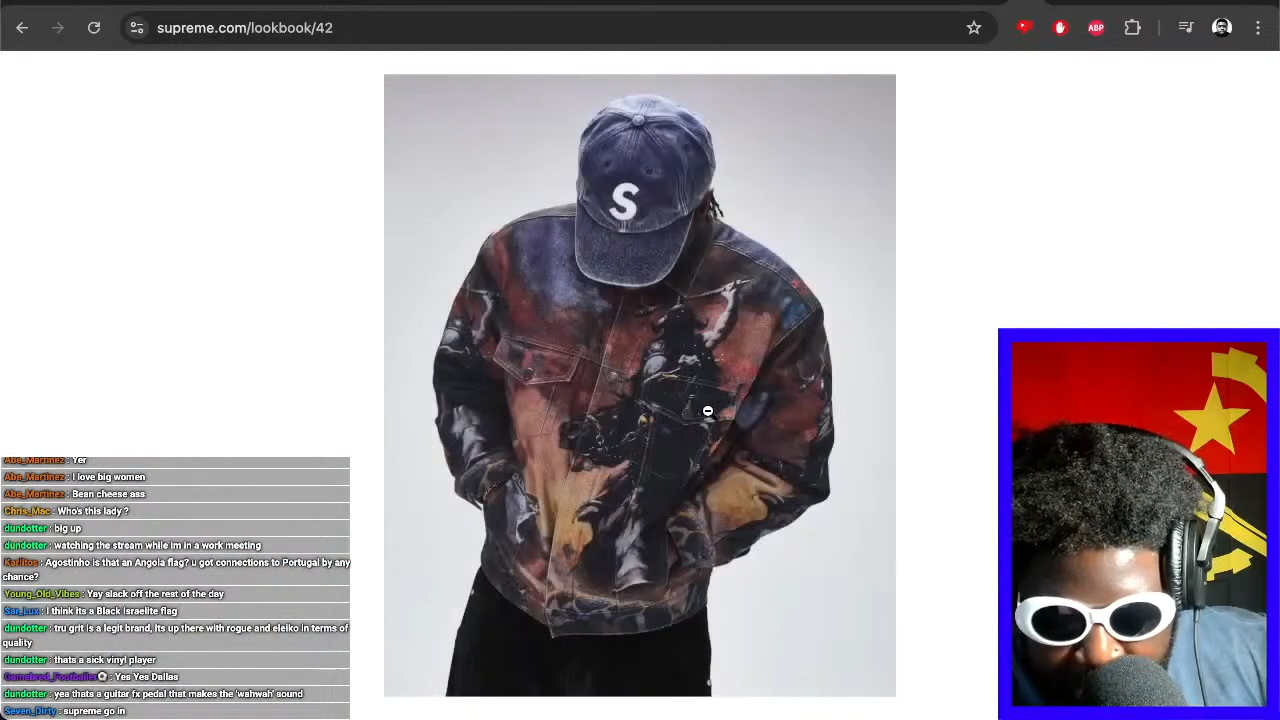 supreme.com/lookbook/42
ABP
S
Abe_Martinez : Yer
Abe_Martinez : I love big women
Abe_Martinez : Bean cheese ass
Chris_Mac : Who's this lady ?
dundotter : big up
dundotter : watching the stream while im in a work meeting
Karlitos : Agostinho is that an Angola flag? u got connections to Portugal by any
chance?
Young_Old_Vibes : Yay slack off the rest of the day
Sar_Lux : I think its a Black Israelite flag
dundotter : tru grit is a legit brand, its up there with rogue and eleiko in terms of
quality
dundotter : thats a sick vinyl player
Gamebred_Footballer : Yes Yes Dallas
dundotter : yea thats a guitar fx pedal that makes the 'wahwah' sound
Seven_Dirty : supreme go in